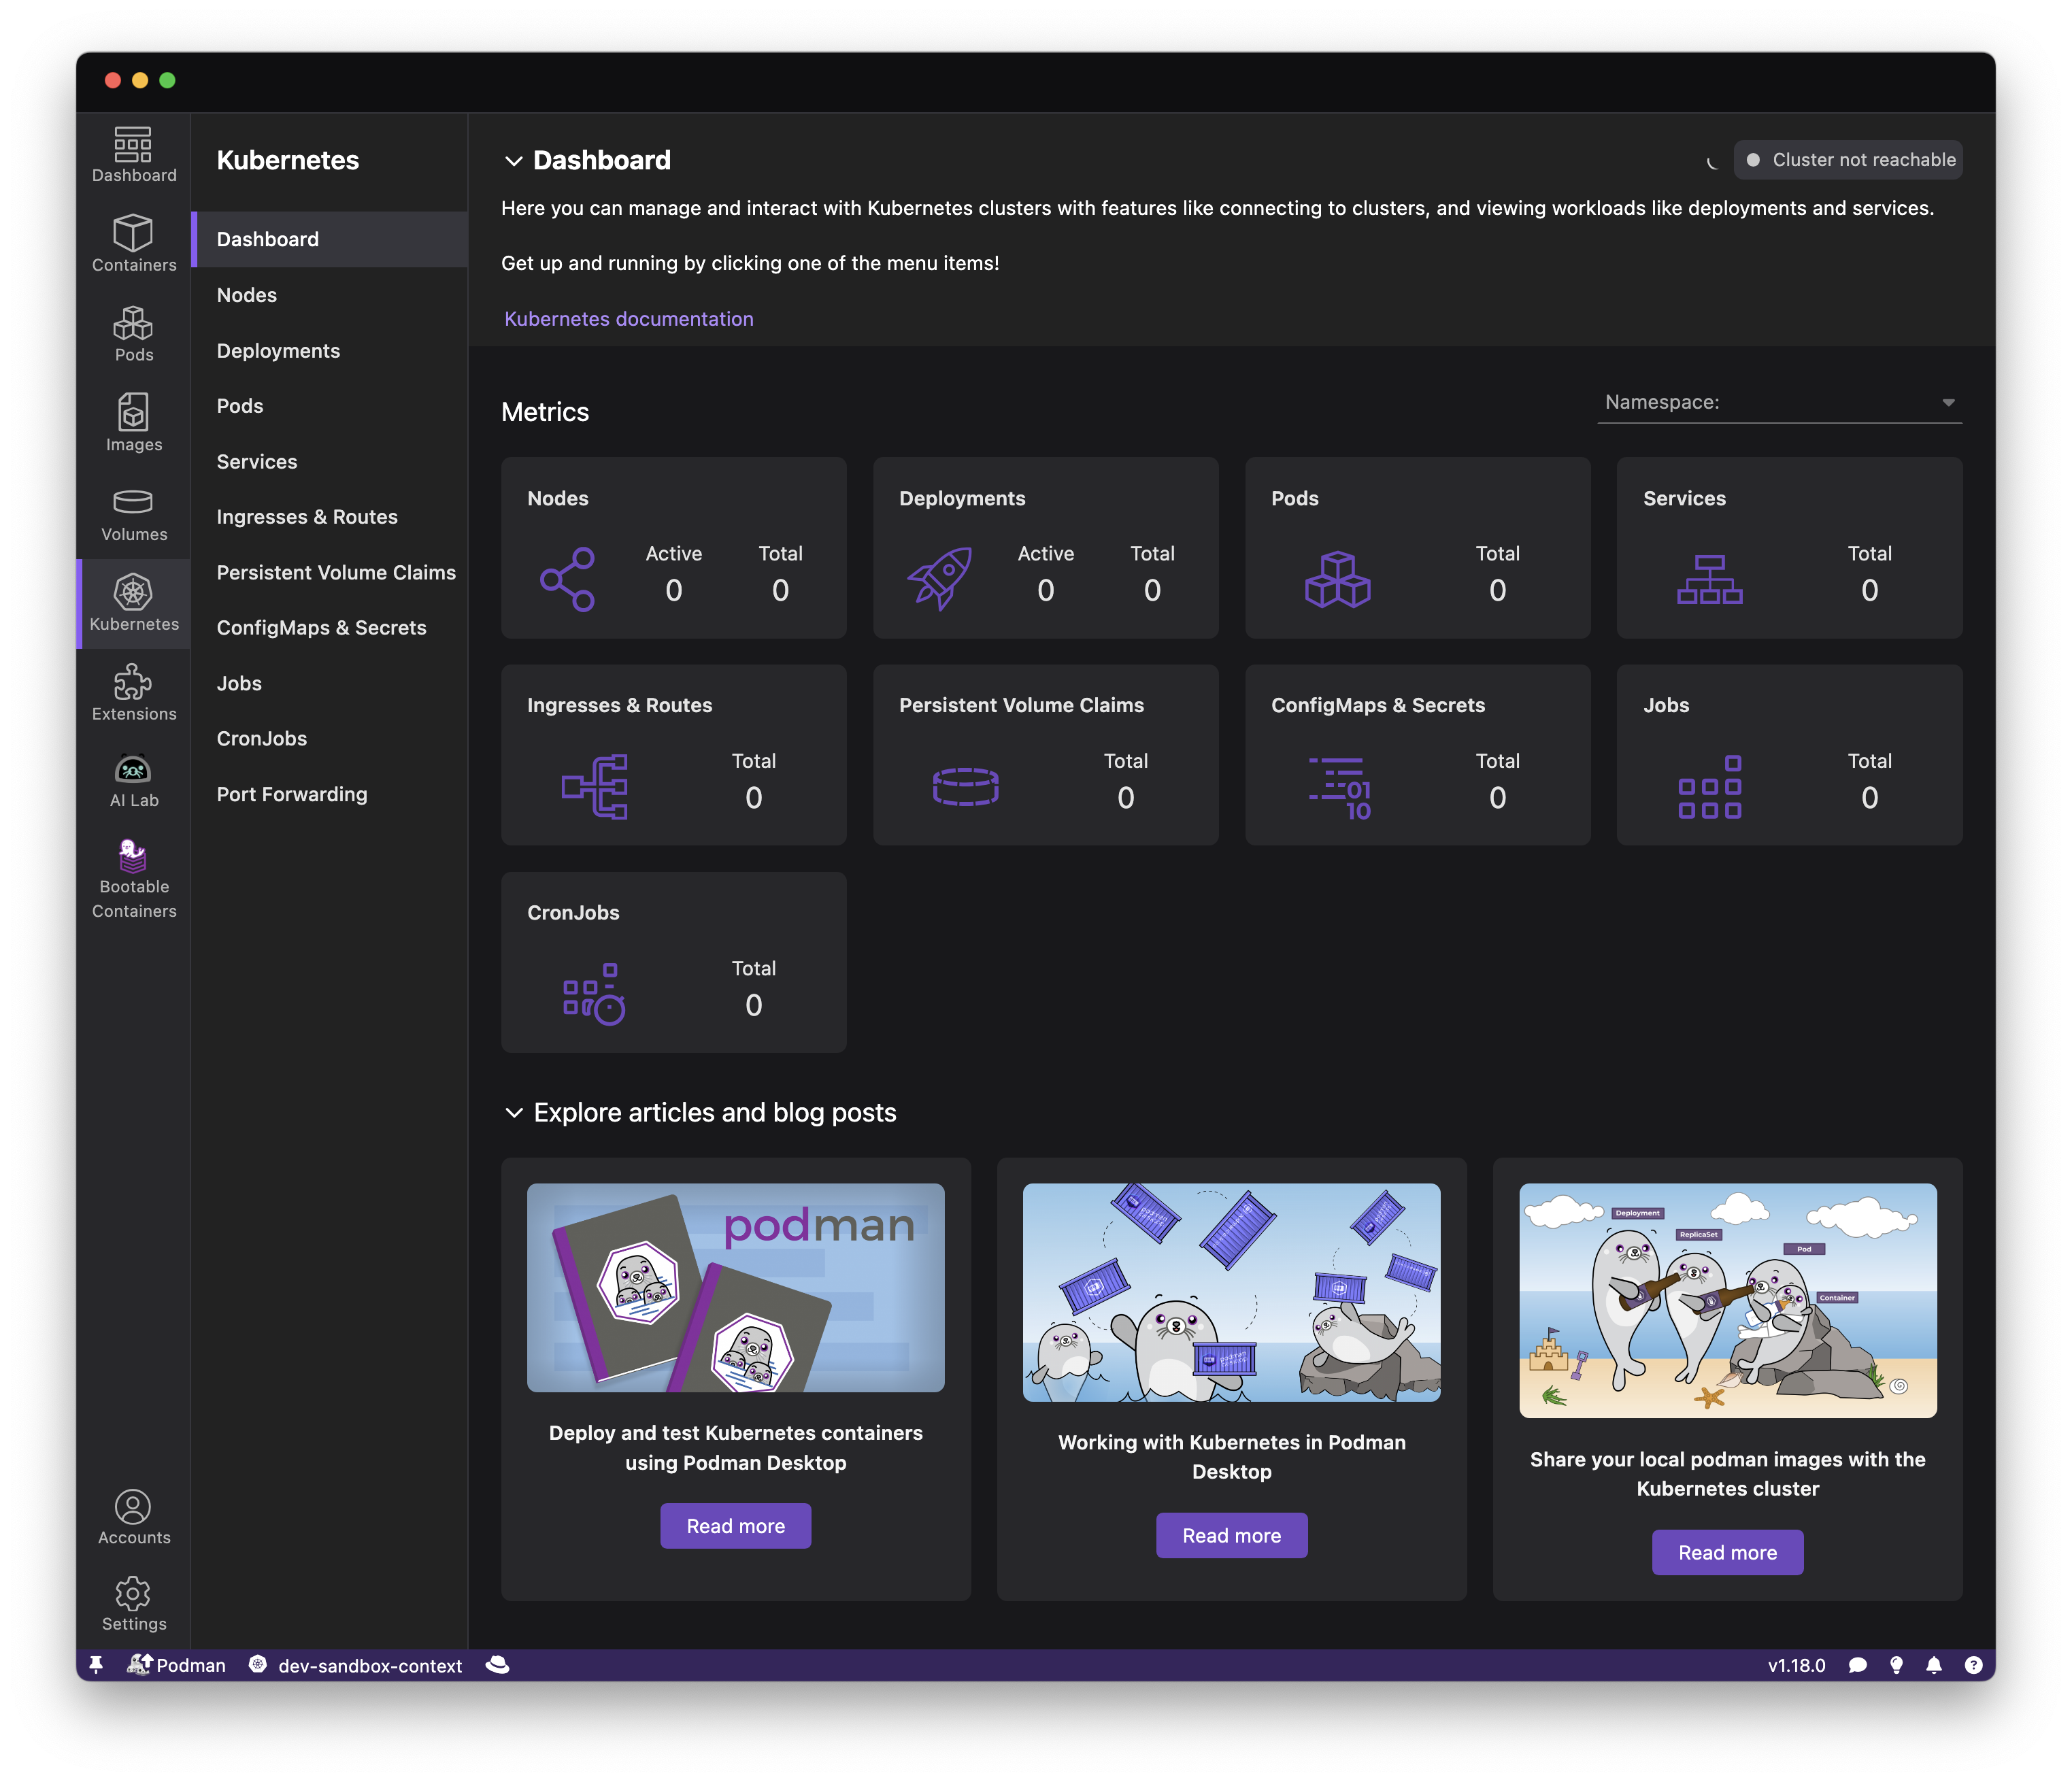 Dashboard
Containers
Pods
Images
Volumes
Kubernetes
Extensions
AI Lab
Bootable
Containers
Accounts
Settings
Kubernetes
Dashboard
Nodes
Deployments
Pods
Services
Ingresses & Routes
Persistent Volume Claims
ConfigMaps & Secrets
Jobs
CronJobs
Port Forwarding
Dashboard
Cluster not reachable
Here you can manage and interact with Kubernetes clusters with features like connecting to clusters, and viewing workloads like deployments and services.
Get up and running by clicking one of the menu items!
Kubernetes documentation
Metrics
Namespace:
Nodes
Active
Total
0
0
Deployments
Active
Total
0
0
Pods
Total
0
Services
Total
0
Ingresses & Routes
Total
0
Persistent Volume Claims
Total
0
ConfigMaps & Secrets
01
10
Total
0
Jobs
Total
0
CronJobs
Total
0
Explore articles and blog posts
podman
Deploy and test Kubernetes containers
using Podman Desktop
Read more
Working with Kubernetes in Podman
Desktop
Read more
Deployment
ReplicaSet
Pod
Container
Share your local podman images with the
Kubernetes cluster
Read more
Podman
dev-sandbox-context
v1.18.0